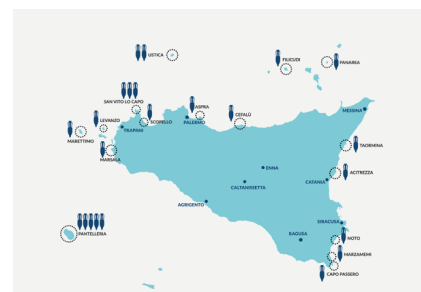 USTICA
FILICUDI
PANAREA
SAN VITO LO CAPO
ASPRA
MESSINA
LEVANZO
SCOPELLO
PALERMO
CEFALÙ
TRAPANI
MARETTIMO
TAORMINA
MARSALA
ENNA
ACITREZZA
CATANIA
CALTANISSETTA
AGRIGENTO
SIRACUSA
PANTELLERIA
RAGUSA
NOTO
MARZAMEMI
CAPO PASSERO